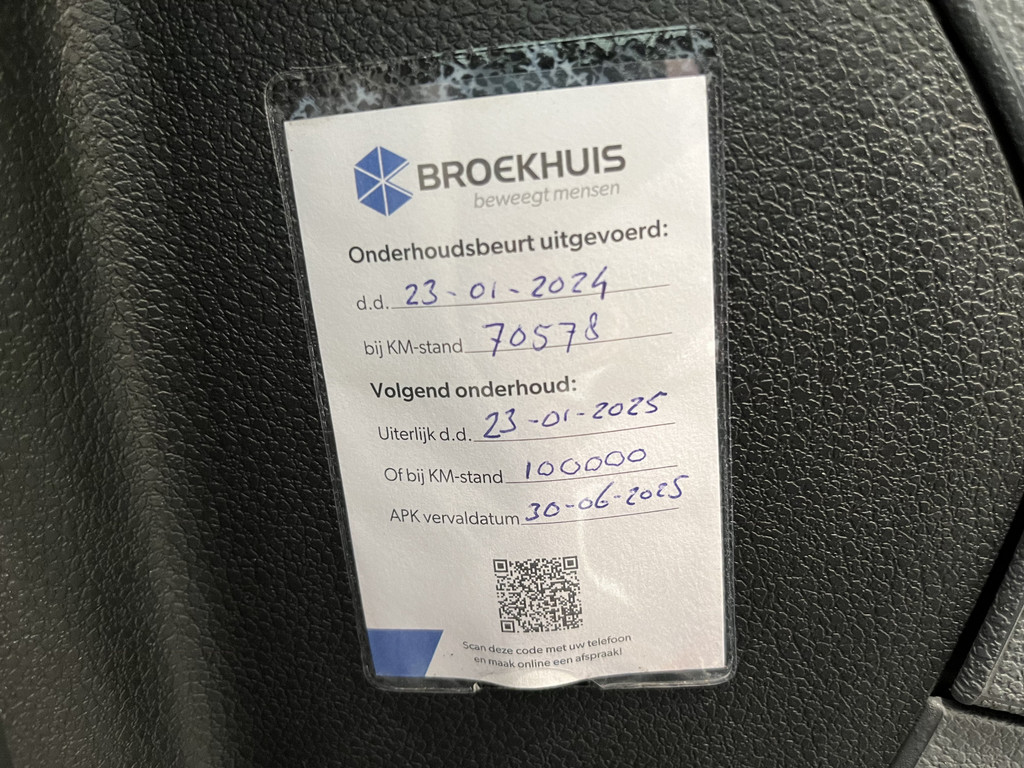 BROEKHUIS
beweegt mensen
Onderhoudsbeurt uitgevoerd:
d.d. 23-01-2024
bij KM-stand 70578
Volgend onderhoud:
Uiterlijk d.d. 23-01-2025
Of bij KM-stand 100000
APK vervaldatum 30-06-2025
Scan deze code met uw telefoon
en maak online een afspraak!